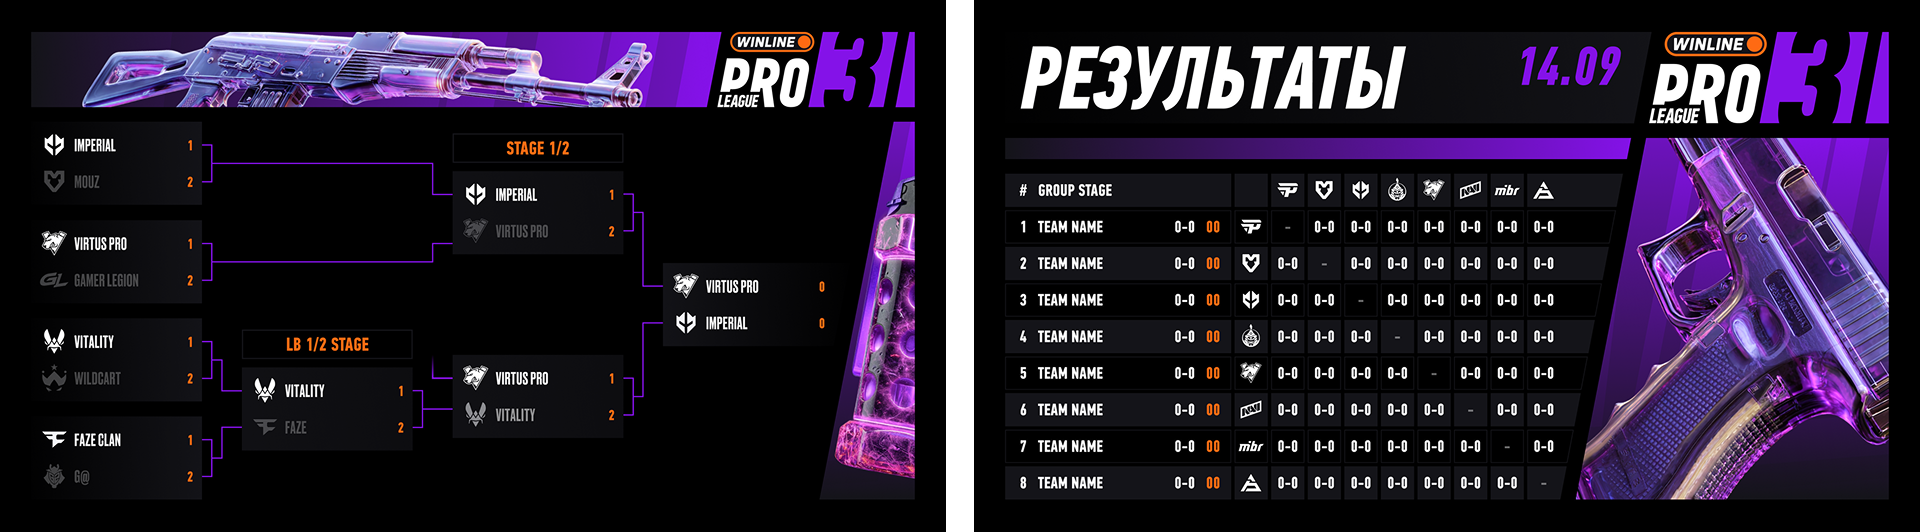 WINLINE
PRO
LEAGUE
3
IMPERIAL 1
MOUZ 2
VIRTUS PRO 1
GAMER LEGION 2
VITALITY 1
WILDCART 2
FAZE CLAN 1
G@ 2
LB 1/2 STAGE
VITALITY 1
FAZE 2
STAGE 1/2
IMPERIAL 1
VIRTUS PRO 2
VIRTUS PRO 1
VITALITY 2
VIRTUS PRO 0
IMPERIAL 0
РЕЗУЛЬТАТЫ
14.09
WINLINE
PRO
LEAGUE
3
# GROUP STAGE NAVI mibr
1 TEAM NAME 0-0 00 - 0-0 0-0 0-0 0-0 0-0 0-0 0-0
2 TEAM NAME 0-0 00 0-0 - 0-0 0-0 0-0 0-0 0-0 0-0
3 TEAM NAME 0-0 00 0-0 0-0 - 0-0 0-0 0-0 0-0 0-0
4 TEAM NAME 0-0 00 0-0 0-0 0-0 - 0-0 0-0 0-0 0-0
5 TEAM NAME 0-0 00 0-0 0-0 0-0 0-0 - 0-0 0-0 0-0
6 TEAM NAME 0-0 00 NAVI 0-0 0-0 0-0 0-0 0-0 - 0-0 0-0
7 TEAM NAME 0-0 00 mibr 0-0 0-0 0-0 0-0 0-0 0-0 - 0-0
8 TEAM NAME 0-0 00 0-0 0-0 0-0 0-0 0-0 0-0 0-0 -